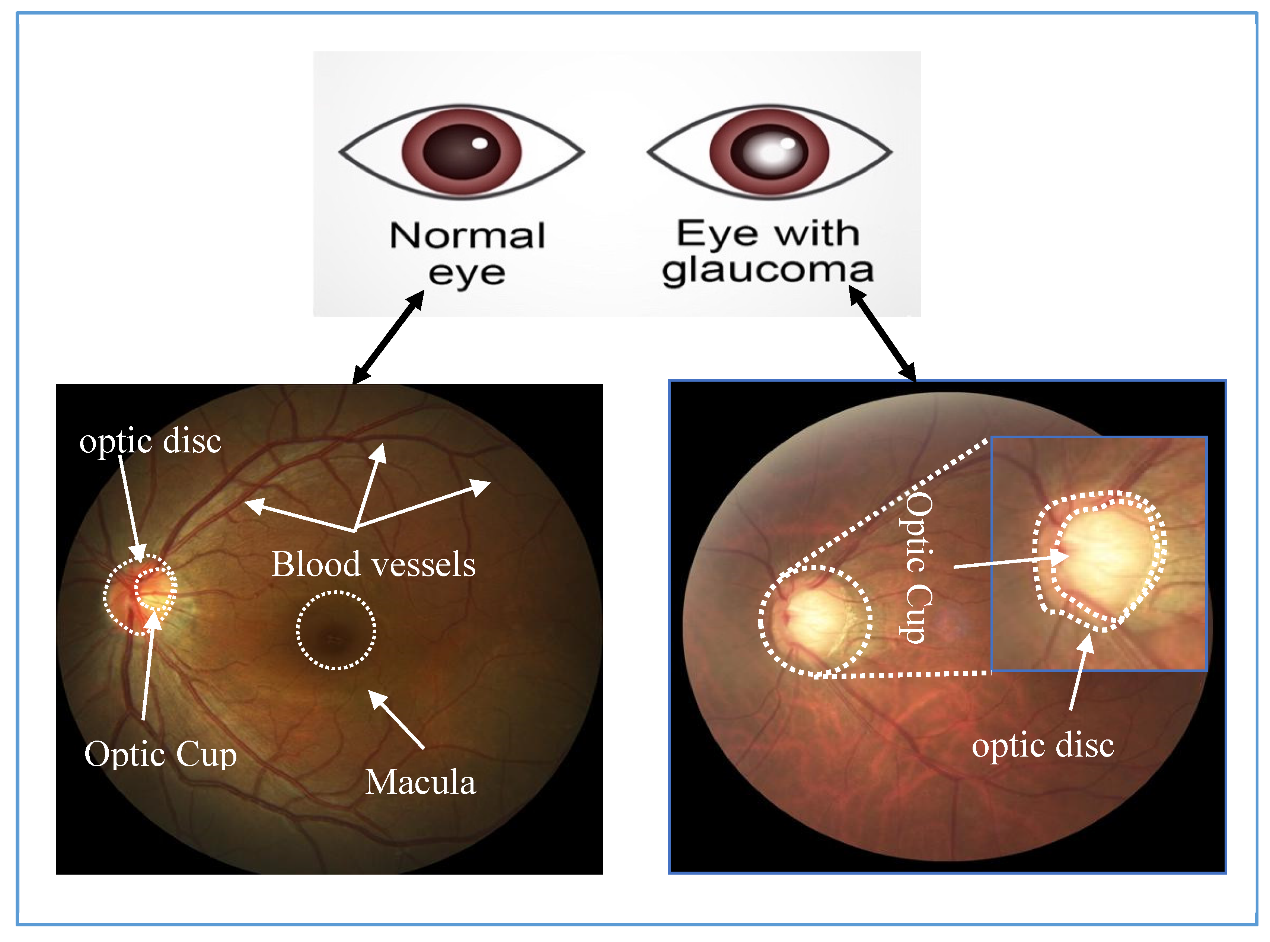 Normal
eye
Eye with
glaucoma
optic disc
Blood vessels
Optic Cup
Macula
Optic Cup
optic disc